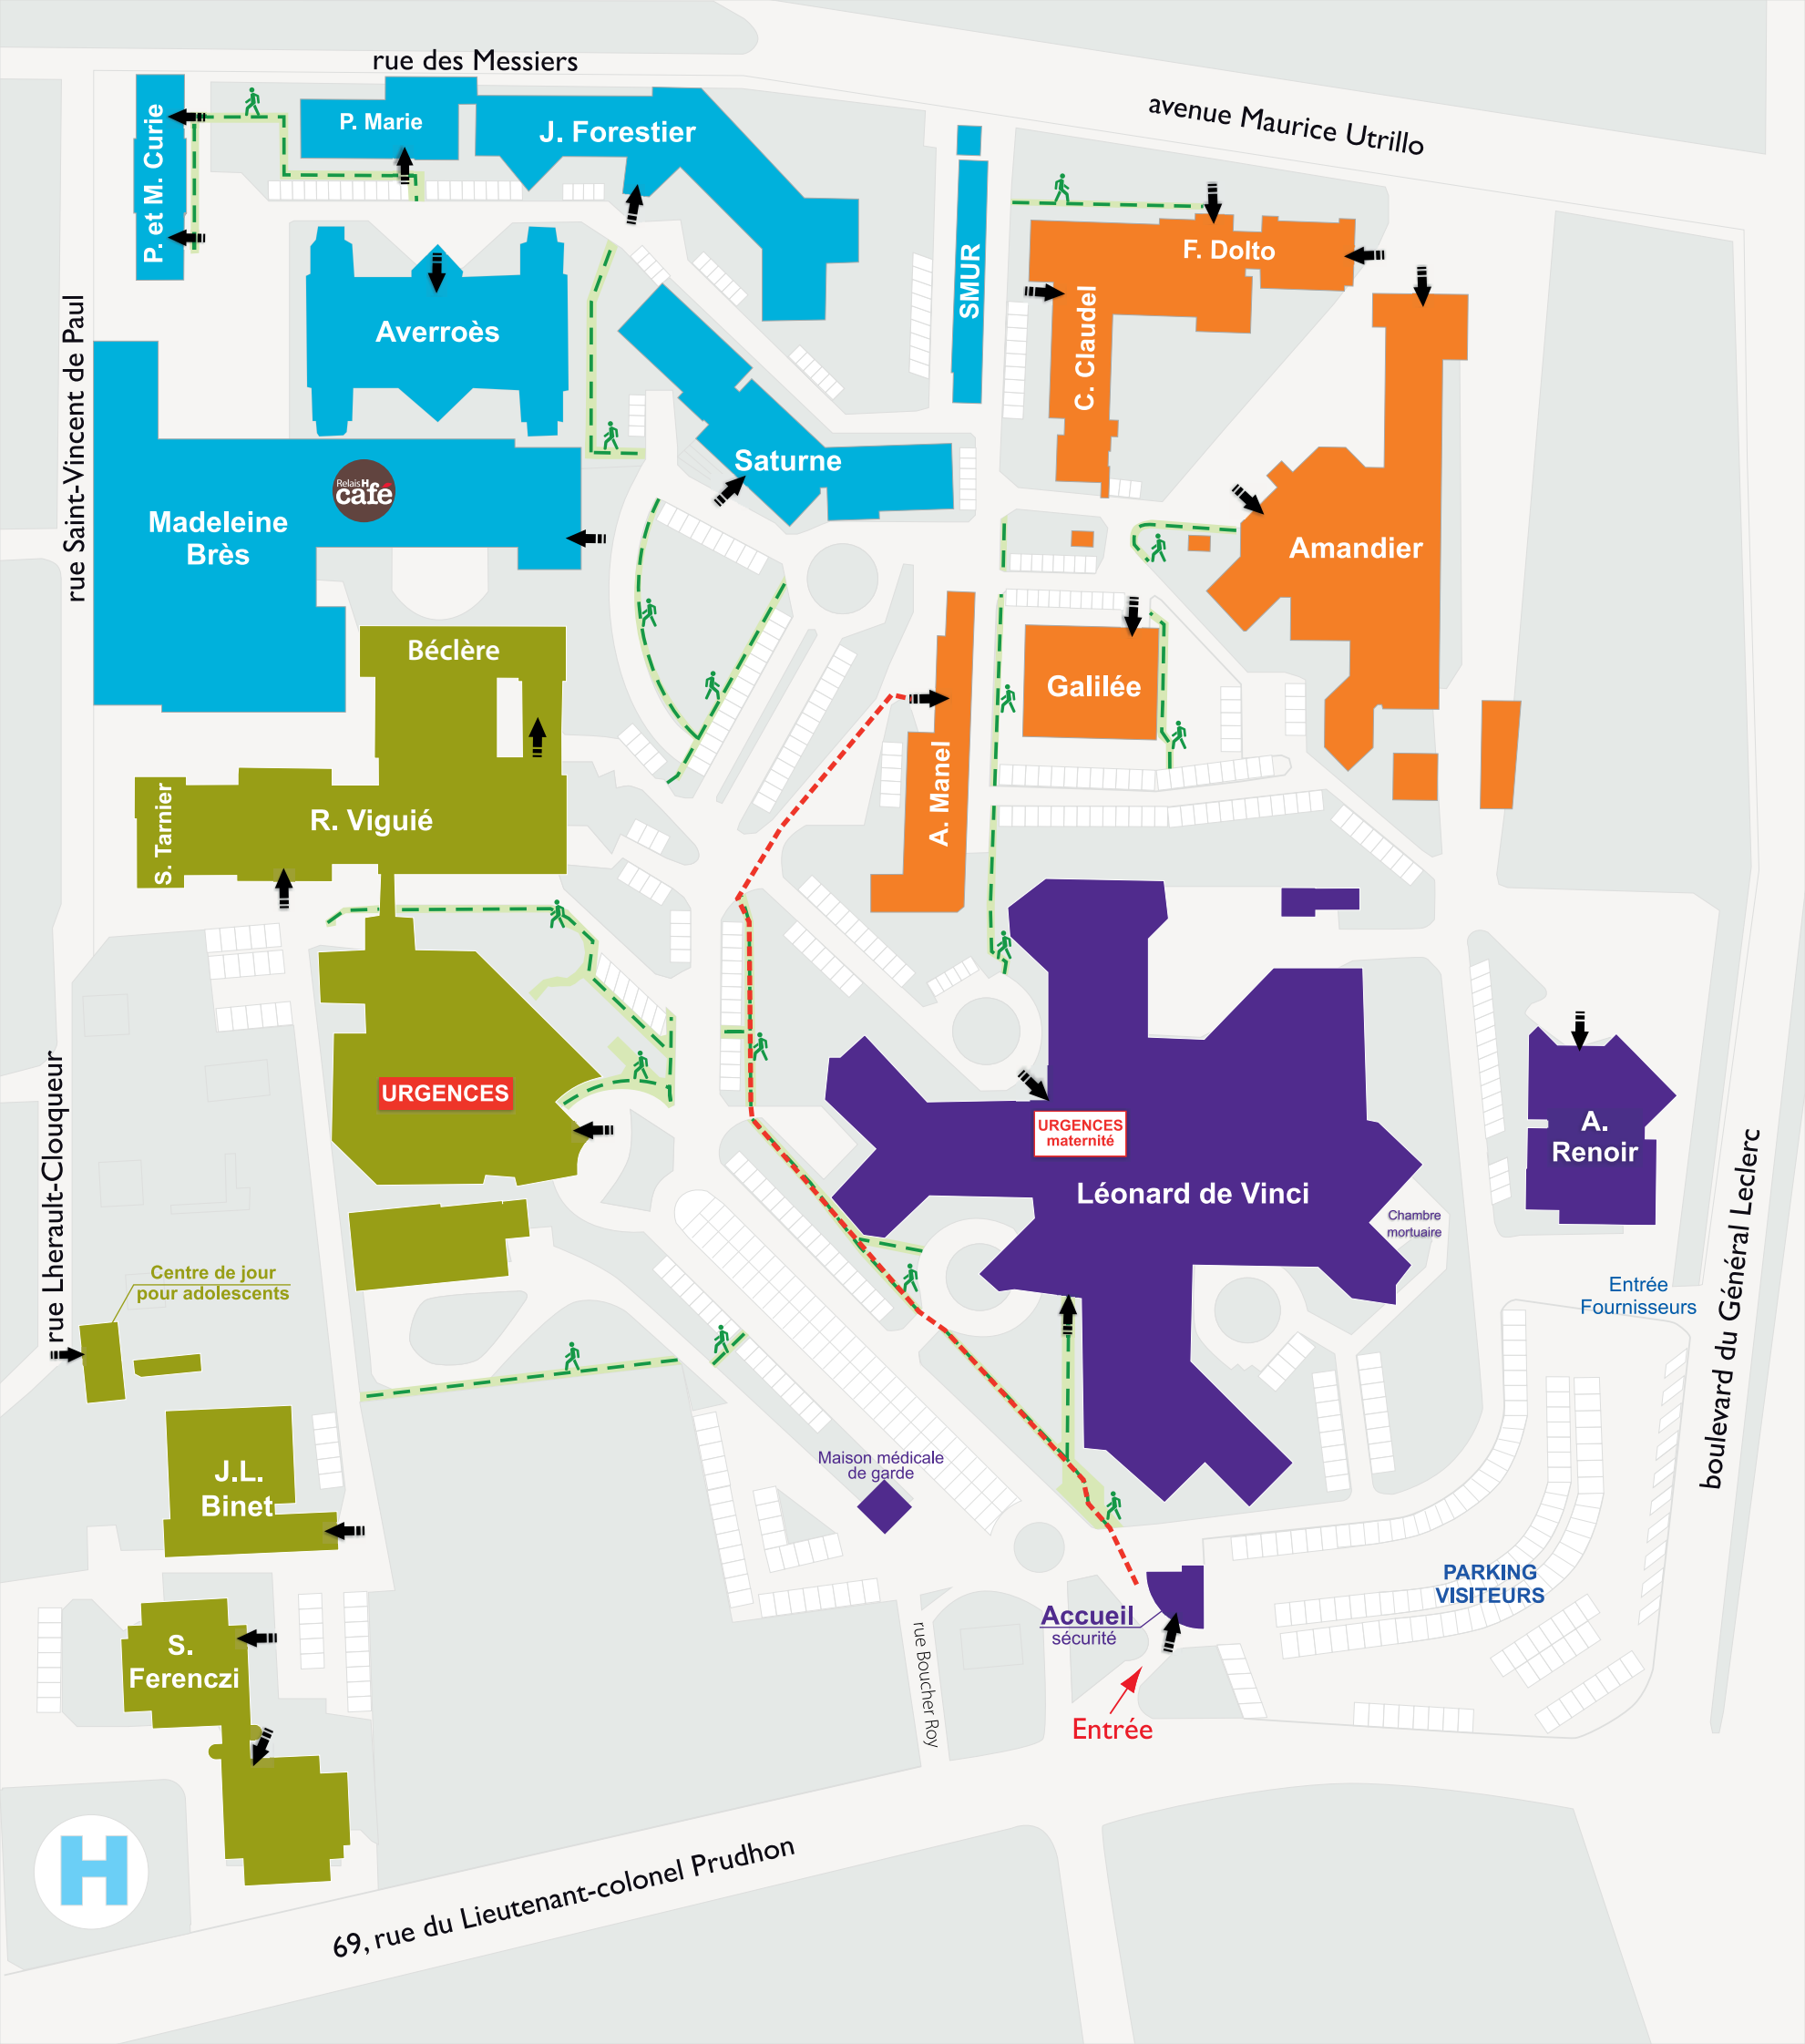 rue des Messiers
avenue Maurice Utrillo
P. et M. Curie
P. Marie
J. Forestier
SMUR
F. Dolto
C. Claudel
Averroès
rue Saint-Vincent de Paul
Saturne
Relais H
café
Madeleine
Brès
Amandier
Béclère
Galilée
A. Manel
S. Tarnier
R. Viguié
URGENCES
URGENCES
maternité
A.
Renoir
Léonard de Vinci
Chambre
mortuaire
rue Lherault-Clouqueur
boulevard du Général Leclerc
Centre de jour
pour adolescents
Entrée
Fournisseurs
Maison médicale
de garde
J.L.
Binet
PARKING
VISITEURS
Accueil
sécurité
S.
Ferenczi
rue Boucher Roy
Entrée
H
69, rue du Lieutenant-colonel Prudhon